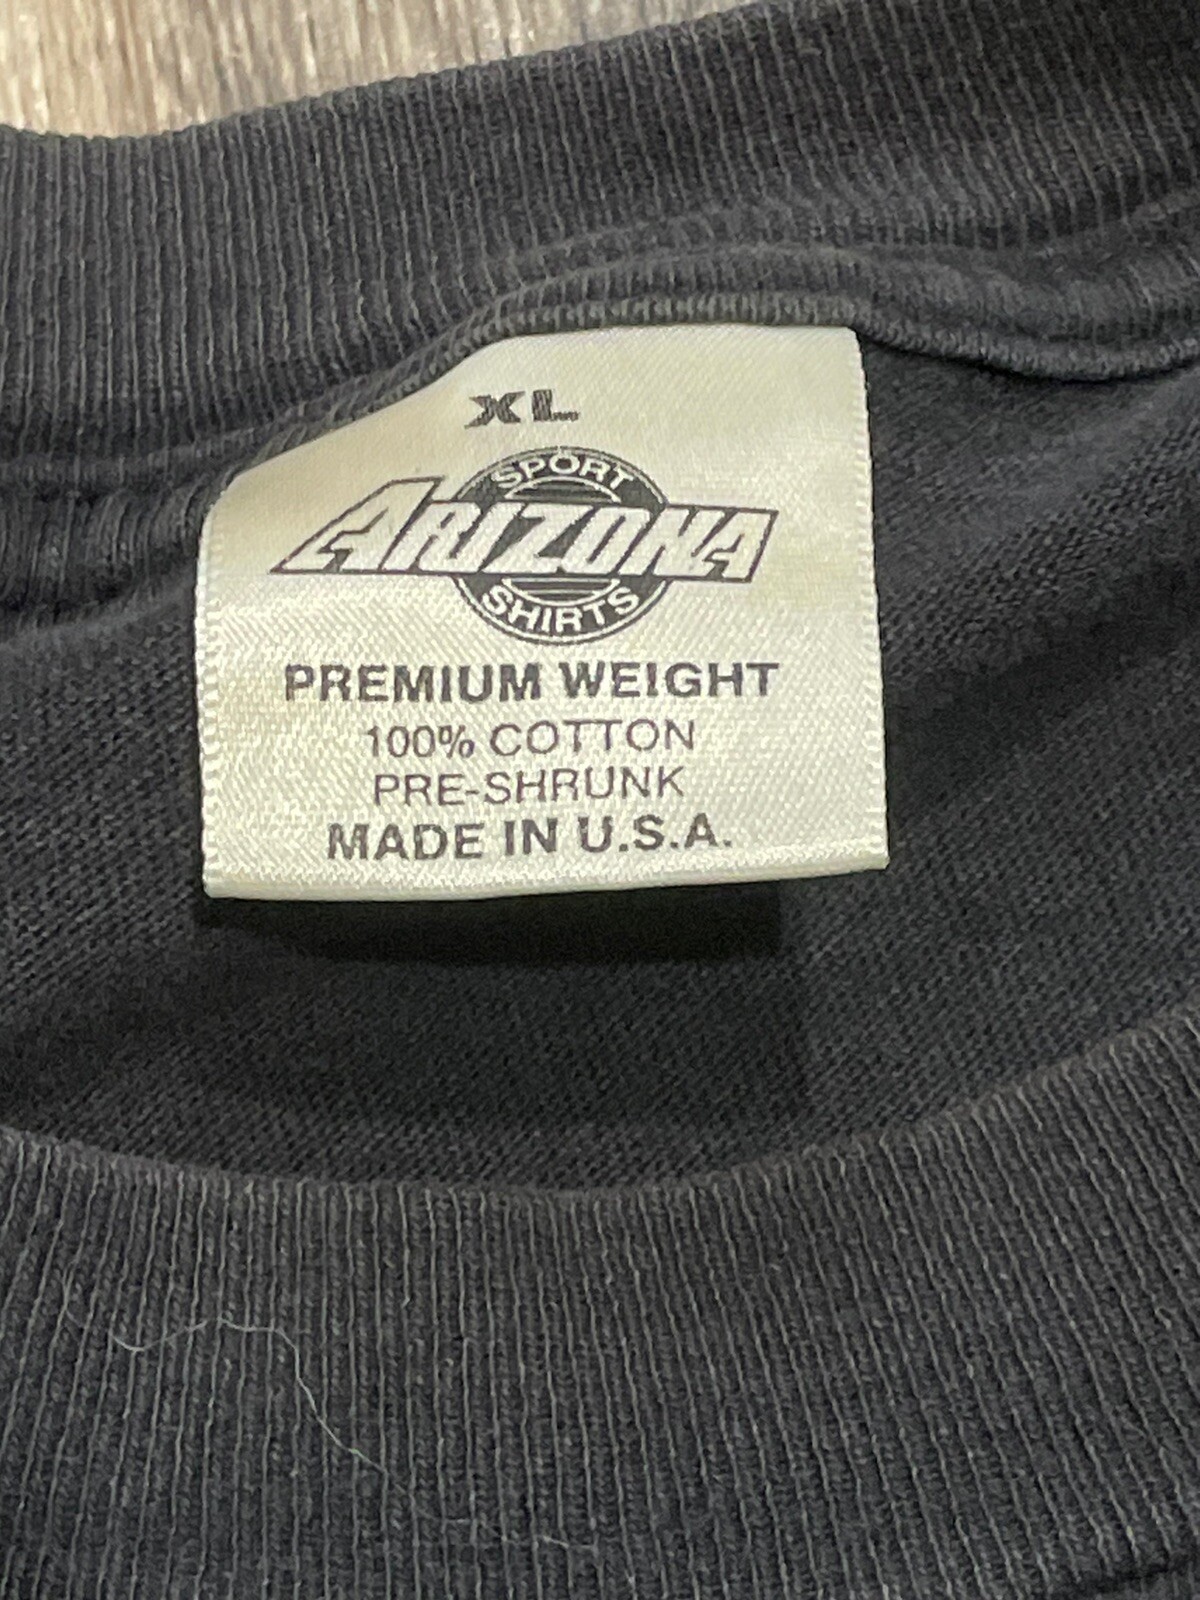 XL
SPORT
ARIZONA
SHIRTS
PREMIUM WEIGHT
100% COTTON
PRE-SHRUNK
MADE IN U.S.A.